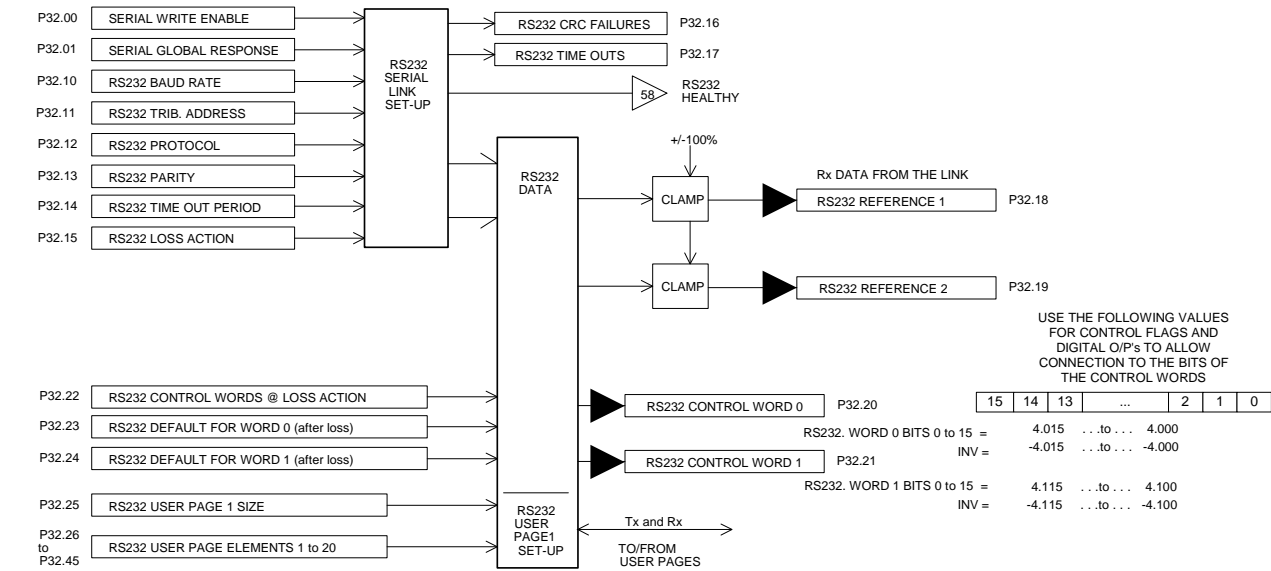 P32.00 SERIAL WRITE ENABLE
P32.01 SERIAL GLOBAL RESPONSE
P32.10 RS232 BAUD RATE
P32.11 RS232 TRIB. ADDRESS
P32.12 RS232 PROTOCOL
P32.13 RS232 PARITY
P32.14 RS232 TIME OUT PERIOD
P32.15 RS232 LOSS ACTION
RS232
SERIAL
LINK
SET-UP
RS232 CRC FAILURES P32.16
RS232 TIME OUTS P32.17
58
RS232
HEALTHY
RS232
DATA
+/-100%
CLAMP
Rx DATA FROM THE LINK
RS232 REFERENCE 1 P32.18
CLAMP
RS232 REFERENCE 2 P32.19
P32.22 RS232 CONTROL WORDS @ LOSS ACTION
P32.23 RS232 DEFAULT FOR WORD 0 (after loss)
P32.24 RS232 DEFAULT FOR WORD 1 (after loss)
P32.25 RS232 USER PAGE 1 SIZE
P32.26
to
P32.45
RS232 USER PAGE ELEMENTS 1 to 20
RS232 CONTROL WORD 0 P32.20
RS232 CONTROL WORD 1 P32.21
RS232
USER
PAGE1
SET-UP
Tx and Rx
TO/FROM
USER PAGES
USE THE FOLLOWING VALUES
FOR CONTROL FLAGS AND
DIGITAL O/P's TO ALLOW
CONNECTION TO THE BITS OF
THE CONTROL WORDS
15 14 13 ... 2 1 0
RS232. WORD 0 BITS 0 to 15 = 4.015 . . .to . . . 4.000
INV = -4.015 . . .to . . . -4.000
RS232. WORD 1 BITS 0 to 15 = 4.115 . . .to . . . 4.100
INV = -4.115 . . .to . . . -4.100